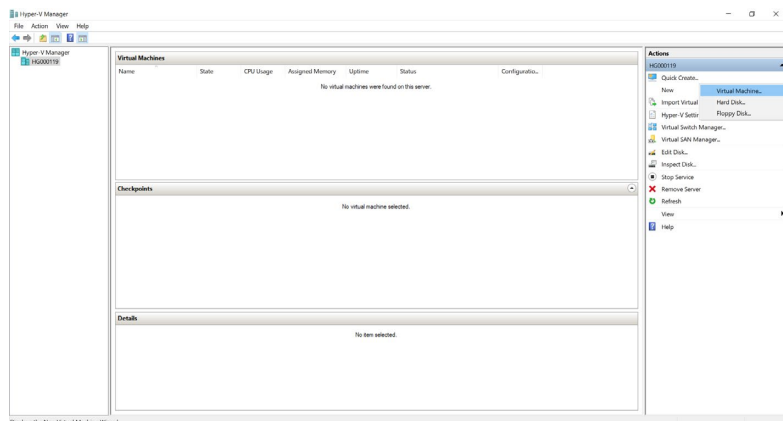 Hyper-V Manager
File Action View Help
Hyper-V Manager
HG000119
Virtual Machines
Name State CPU Usage Assigned Memory Uptime Status Configuratio...
No virtual machines were found on this server.
Checkpoints
No virtual machine selected.
Details
No item selected.
Actions
HG000119
Quick Create...
New
Virtual Machine...
Import Virtual
Hard Disk...
Hyper-V Settin
Floppy Disk...
Virtual Switch Manager...
Virtual SAN Manager...
Edit Disk...
Inspect Disk...
Stop Service
Remove Server
Refresh
View
Help